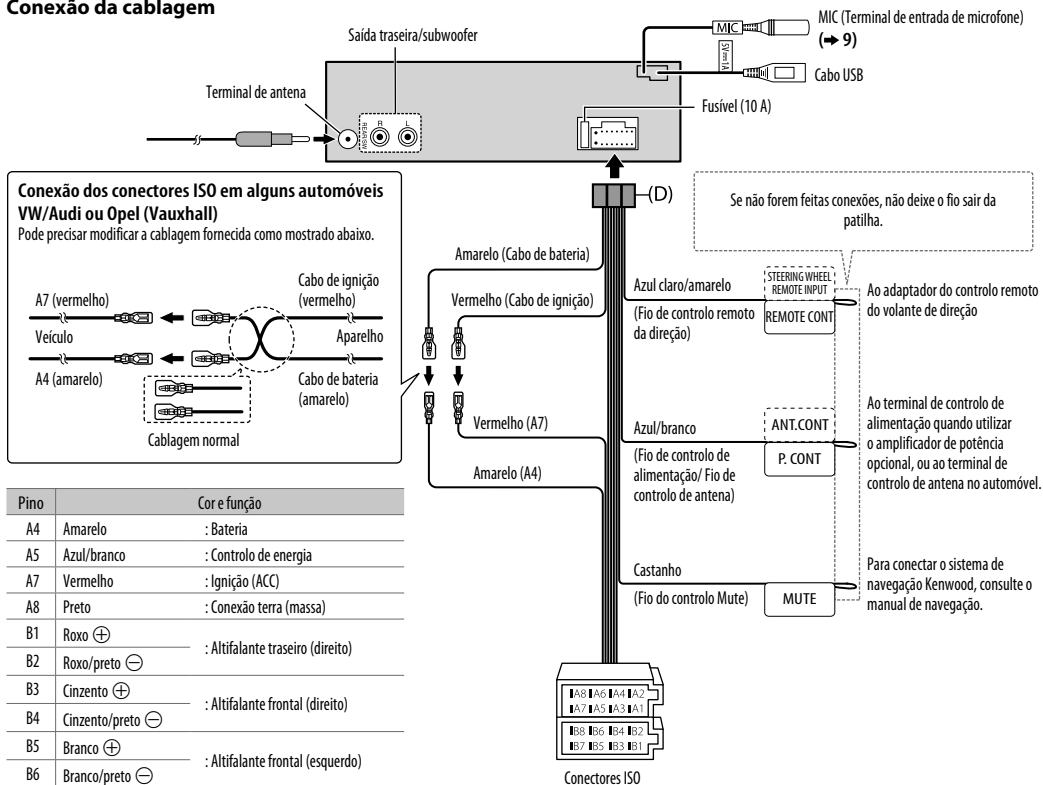 Conexão da cablagem
MIC (Terminal de entrada de microfone)
(➜ 9)
MIC
5V ⎓ 1A
Cabo USB
Saída traseira/subwoofer
Terminal de antena
REAR/SW
R
L
Fusível (10 A)
(D)
Conexão dos conectores ISO em alguns automóveis
VW/Audi ou Opel (Vauxhall)
Pode precisar modificar a cablagem fornecida como mostrado abaixo.
A7 (vermelho)
Cabo de ignição
(vermelho)
Veículo
Aparelho
A4 (amarelo)
Cabo de bateria
(amarelo)
Cablagem normal
Amarelo (Cabo de bateria)
Vermelho (Cabo de ignição)
Vermelho (A7)
Amarelo (A4)
Se não forem feitas conexões, não deixe o fio sair da
patilha.
Azul claro/amarelo
(Fio de controlo remoto
da direção)
STEERING WHEEL
REMOTE INPUT
REMOTE CONT
Ao adaptador do controlo remoto
do volante de direção
Azul/branco
(Fio de controlo de
alimentação/ Fio de
controlo de antena)
ANT.CONT
P. CONT
Ao terminal de controlo de
alimentação quando utilizar
o amplificador de potência
opcional, ou ao terminal de
controlo de antena no automóvel.
Castanho
(Fio do controlo Mute)
MUTE
Para conectar o sistema de
navegação Kenwood, consulte o
manual de navegação.
Pino Cor e função
A4 Amarelo : Bateria
A5 Azul/branco : Controlo de energia
A7 Vermelho : Ignição (ACC)
A8 Preto : Conexão terra (massa)
B1 Roxo ⊕
: Altifalante traseiro (direito)
B2 Roxo/preto ⊖
B3 Cinzento ⊕
: Altifalante frontal (direito)
B4 Cinzento/preto ⊖
B5 Branco ⊕
: Altifalante frontal (esquerdo)
B6 Branco/preto ⊖
A8 A6 A4 A2
A7 A5 A3 A1
B8 B6 B4 B2
B7 B5 B3 B1
Conectores ISO